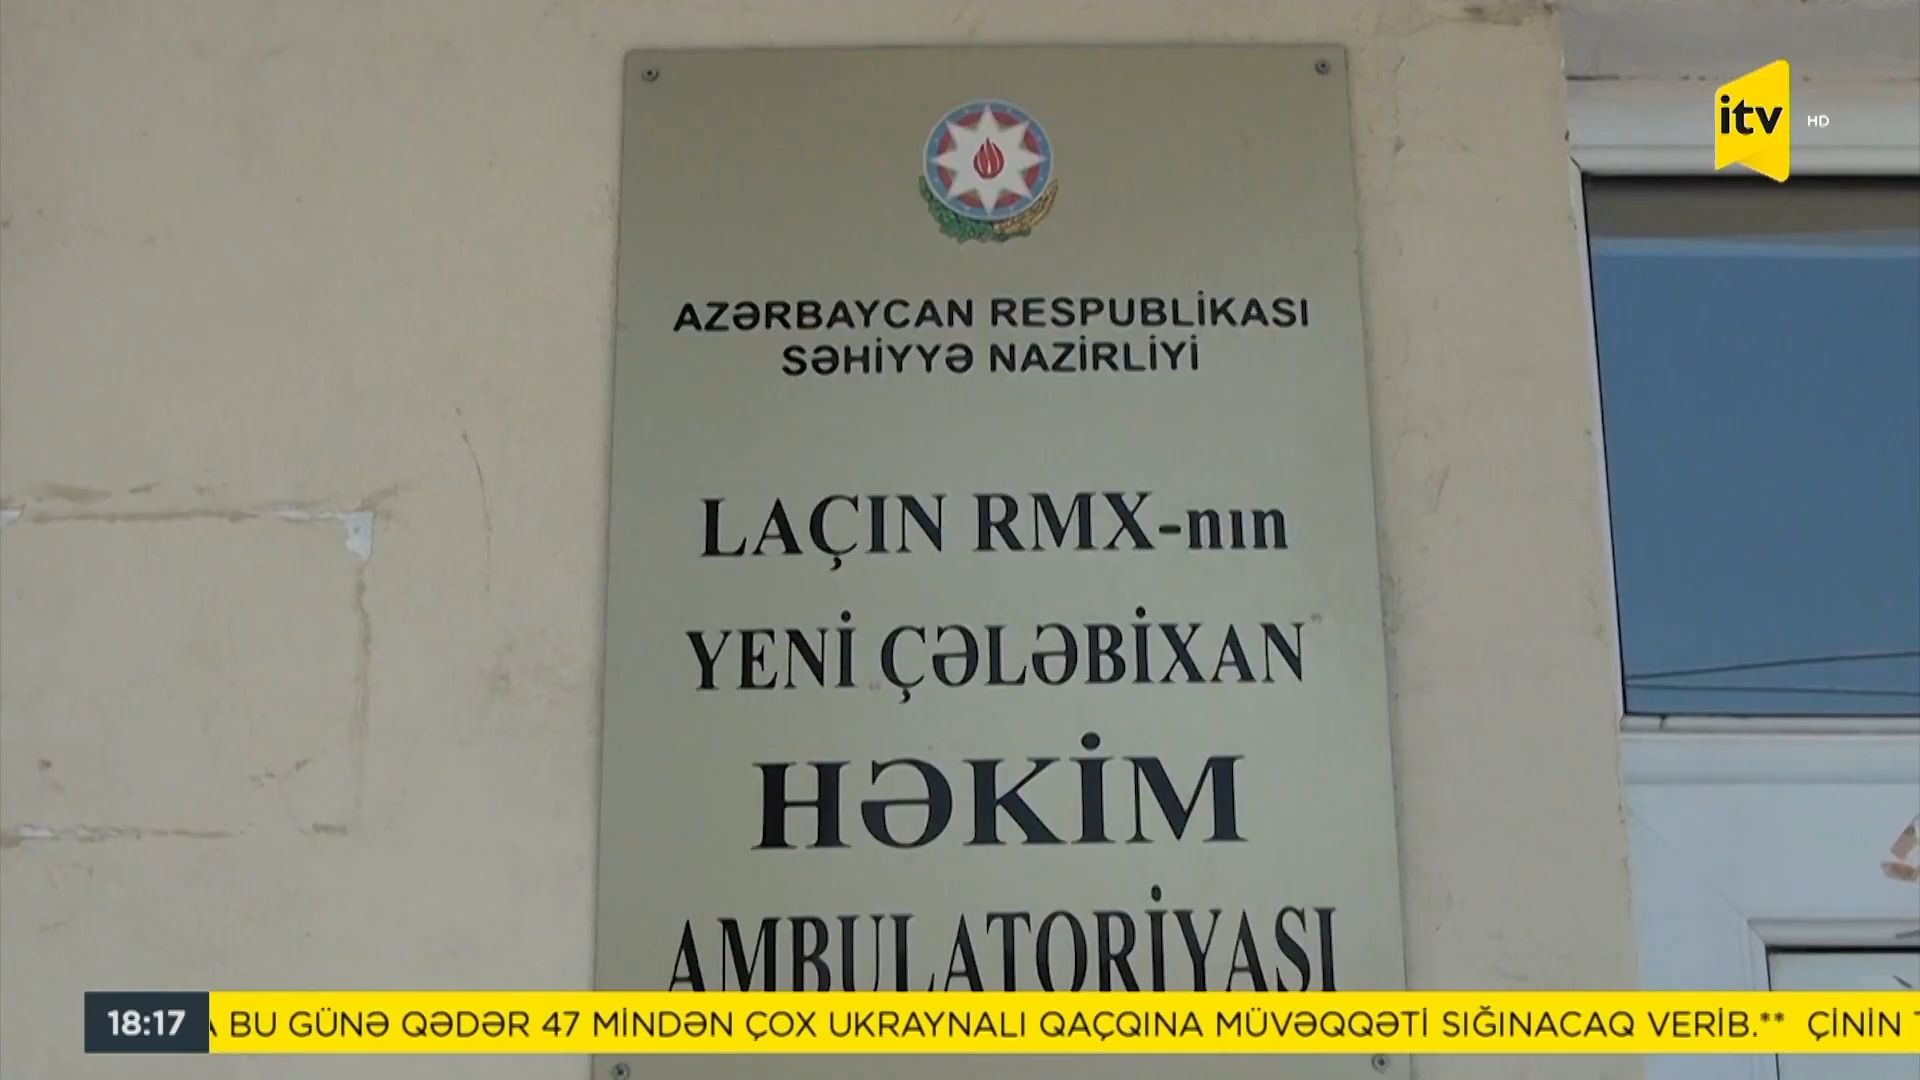 itv HD
AZƏRBAYCAN RESPUBLİKASI
SƏHİYYƏ NAZİRLİYİ
LAÇIN RMX-nın
YENİ ÇƏLƏBİXAN
HƏKİM
AMBULATORİYASI
18:17 BU GÜNƏ QƏDƏR 47 MİNDƏN ÇOX UKRAYNALI QAÇQINA MÜVƏQQƏTİ SIĞINACAQ VERİB.** ÇİNİN